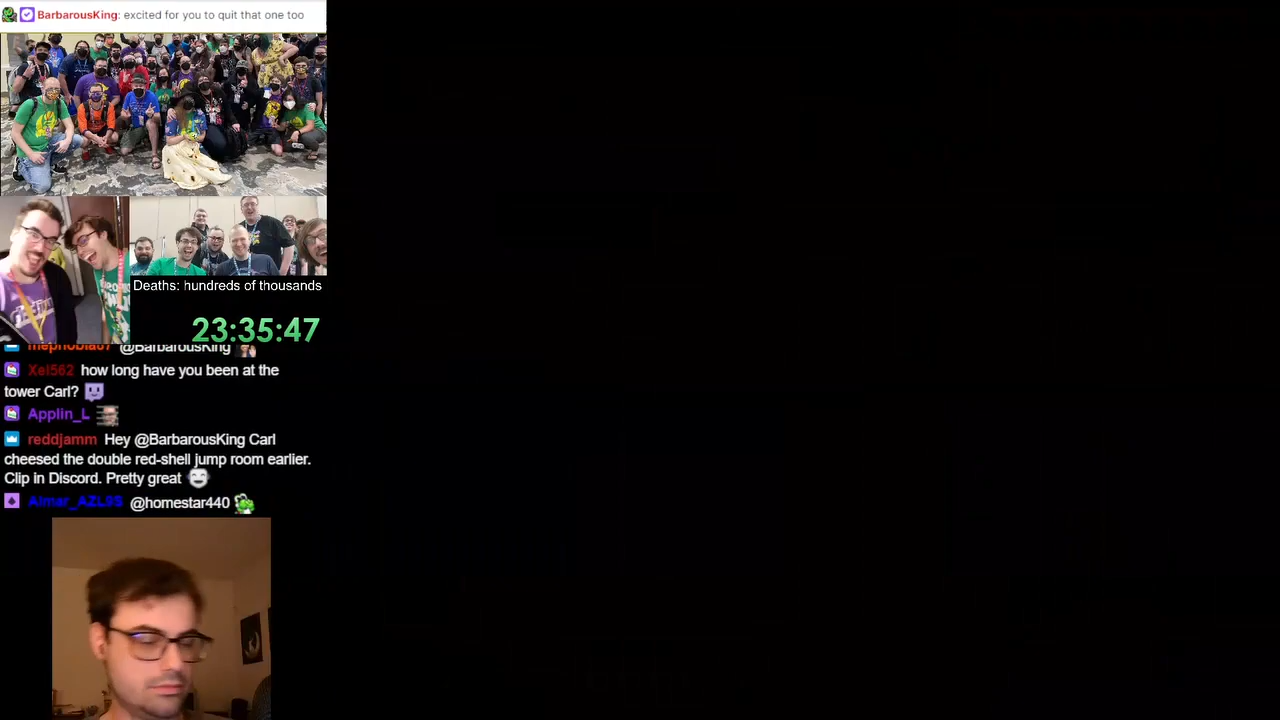 BarbarousKing: excited for you to quit that one too
Deaths: hundreds of thousands
23:35:47
@BarbarousKing
Xel562 how long have you been at the
tower Carl?
Applin_L
reddjamm Hey @BarbarousKing Carl
cheesed the double red-shell jump room earlier.
Clip in Discord. Pretty great
@homestar440